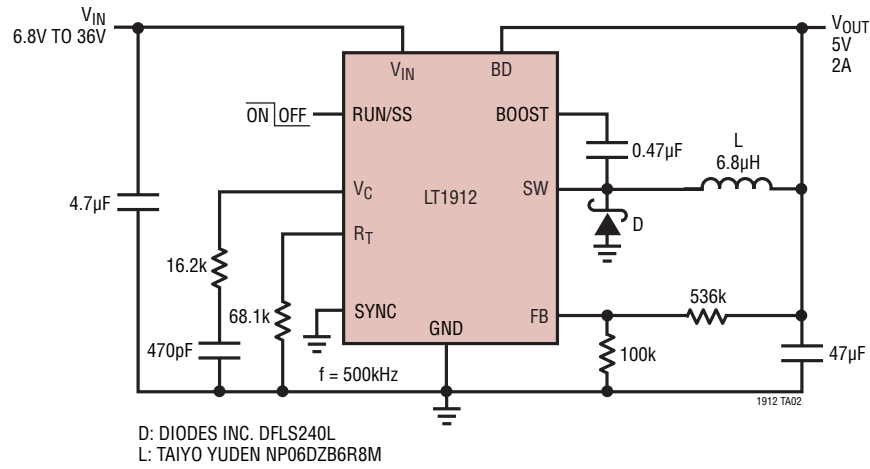 VIN
6.8V TO 36V
VOUT
5V
2A
VIN
BD
ON OFF
RUN/SS
BOOST
L
6.8µH
0.47µF
4.7µF
VC
LT1912
SW
D
RT
16.2k
536k
68.1k
SYNC
FB
GND
470pF
100k
47µF
f = 500kHz
1912 TA02
D: DIODES INC. DFLS240L
L: TAIYO YUDEN NP06DZB6R8M